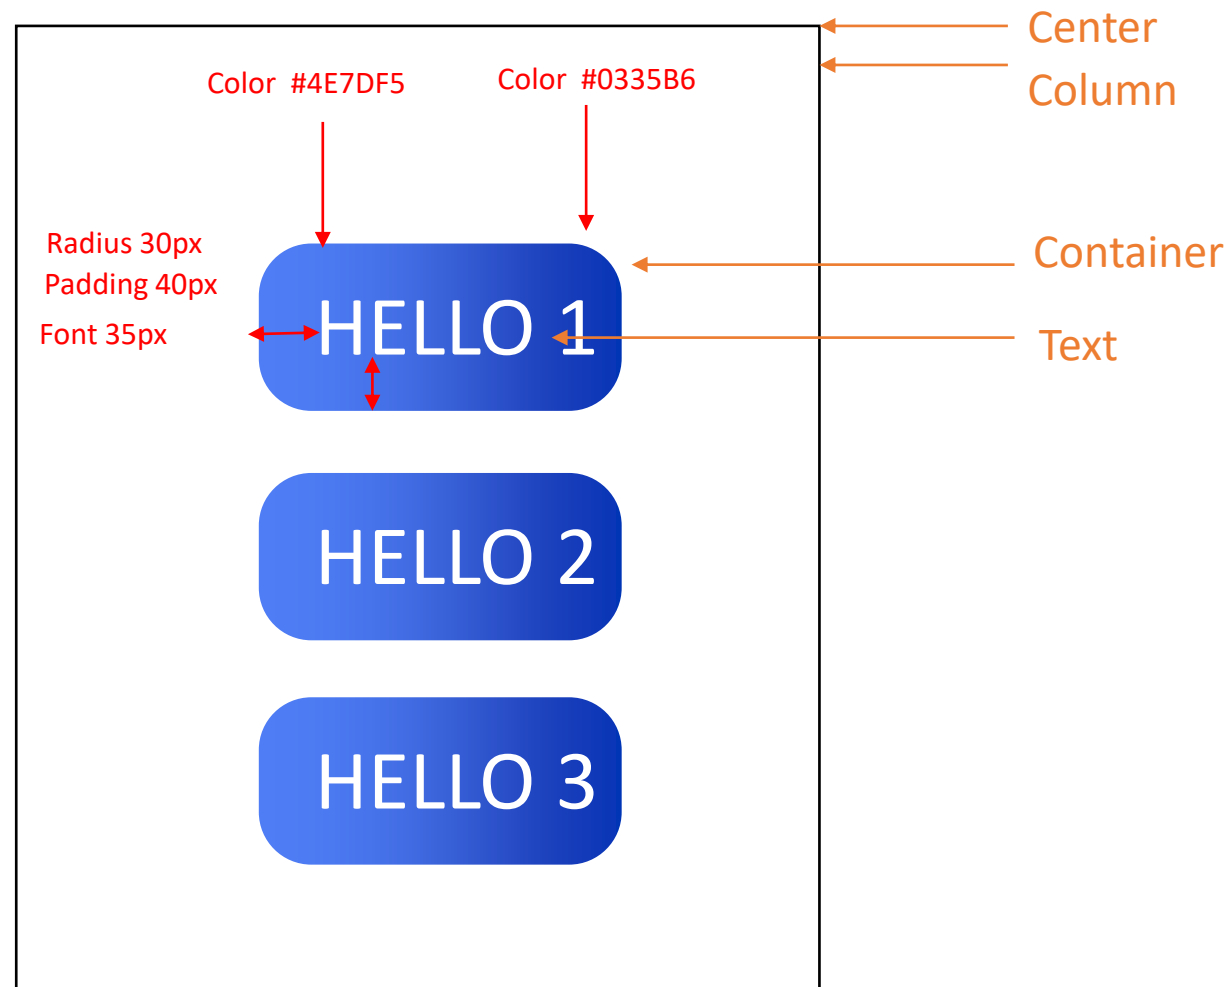 Center
Column
Color  #4E7DF5
Color  #0335B6
Radius 30px
Padding 40px
Font 35px
Container
Text
HELLO 1
HELLO 2
HELLO 3